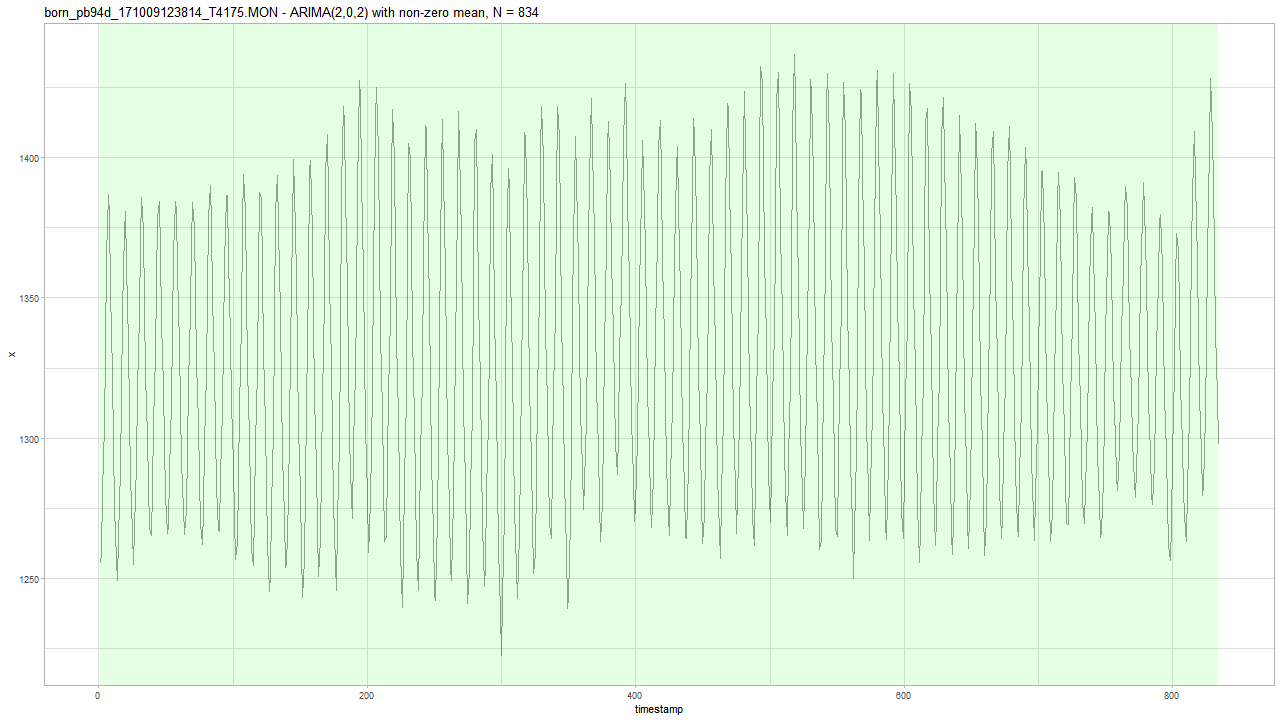 born_pb94d_171009123814_T4175.MON - ARIMA(2,0,2) with non-zero mean, N = 834
1400
1350
x
1300
1250
0 200 400 600 800
timestamp